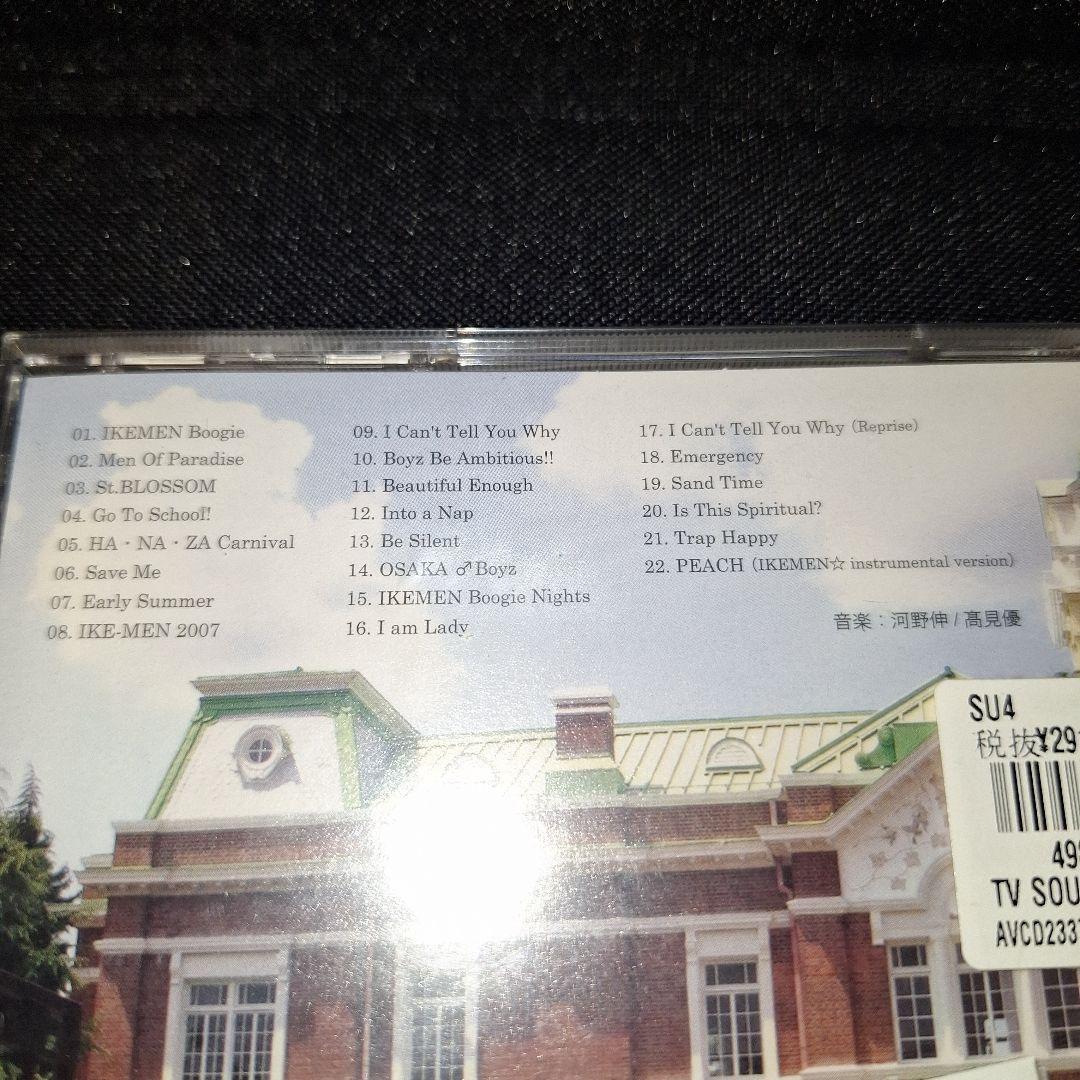 01. IKEMEN Boogie
02. Men Of Paradise
03. St.BLOSSOM
04. Go To School!
05. HA・NA・ZA Carnival
06. Save Me
07. Early Summer
08. IKE-MEN 2007
09. I Can't Tell You Why
10. Boyz Be Ambitious!!
11. Beautiful Enough
12. Into a Nap
13. Be Silent
14. OSAKA ♂Boyz
15. IKEMEN Boogie Nights
16. I am Lady
17. I Can't Tell You Why (Reprise)
18. Emergency
19. Sand Time
20. Is This Spiritual?
21. Trap Happy
22. PEACH (IKEMEN☆ instrumental version)
音楽：河野伸 / 髙見優
SU4
税抜¥29
49
TV SOU
AVCD233